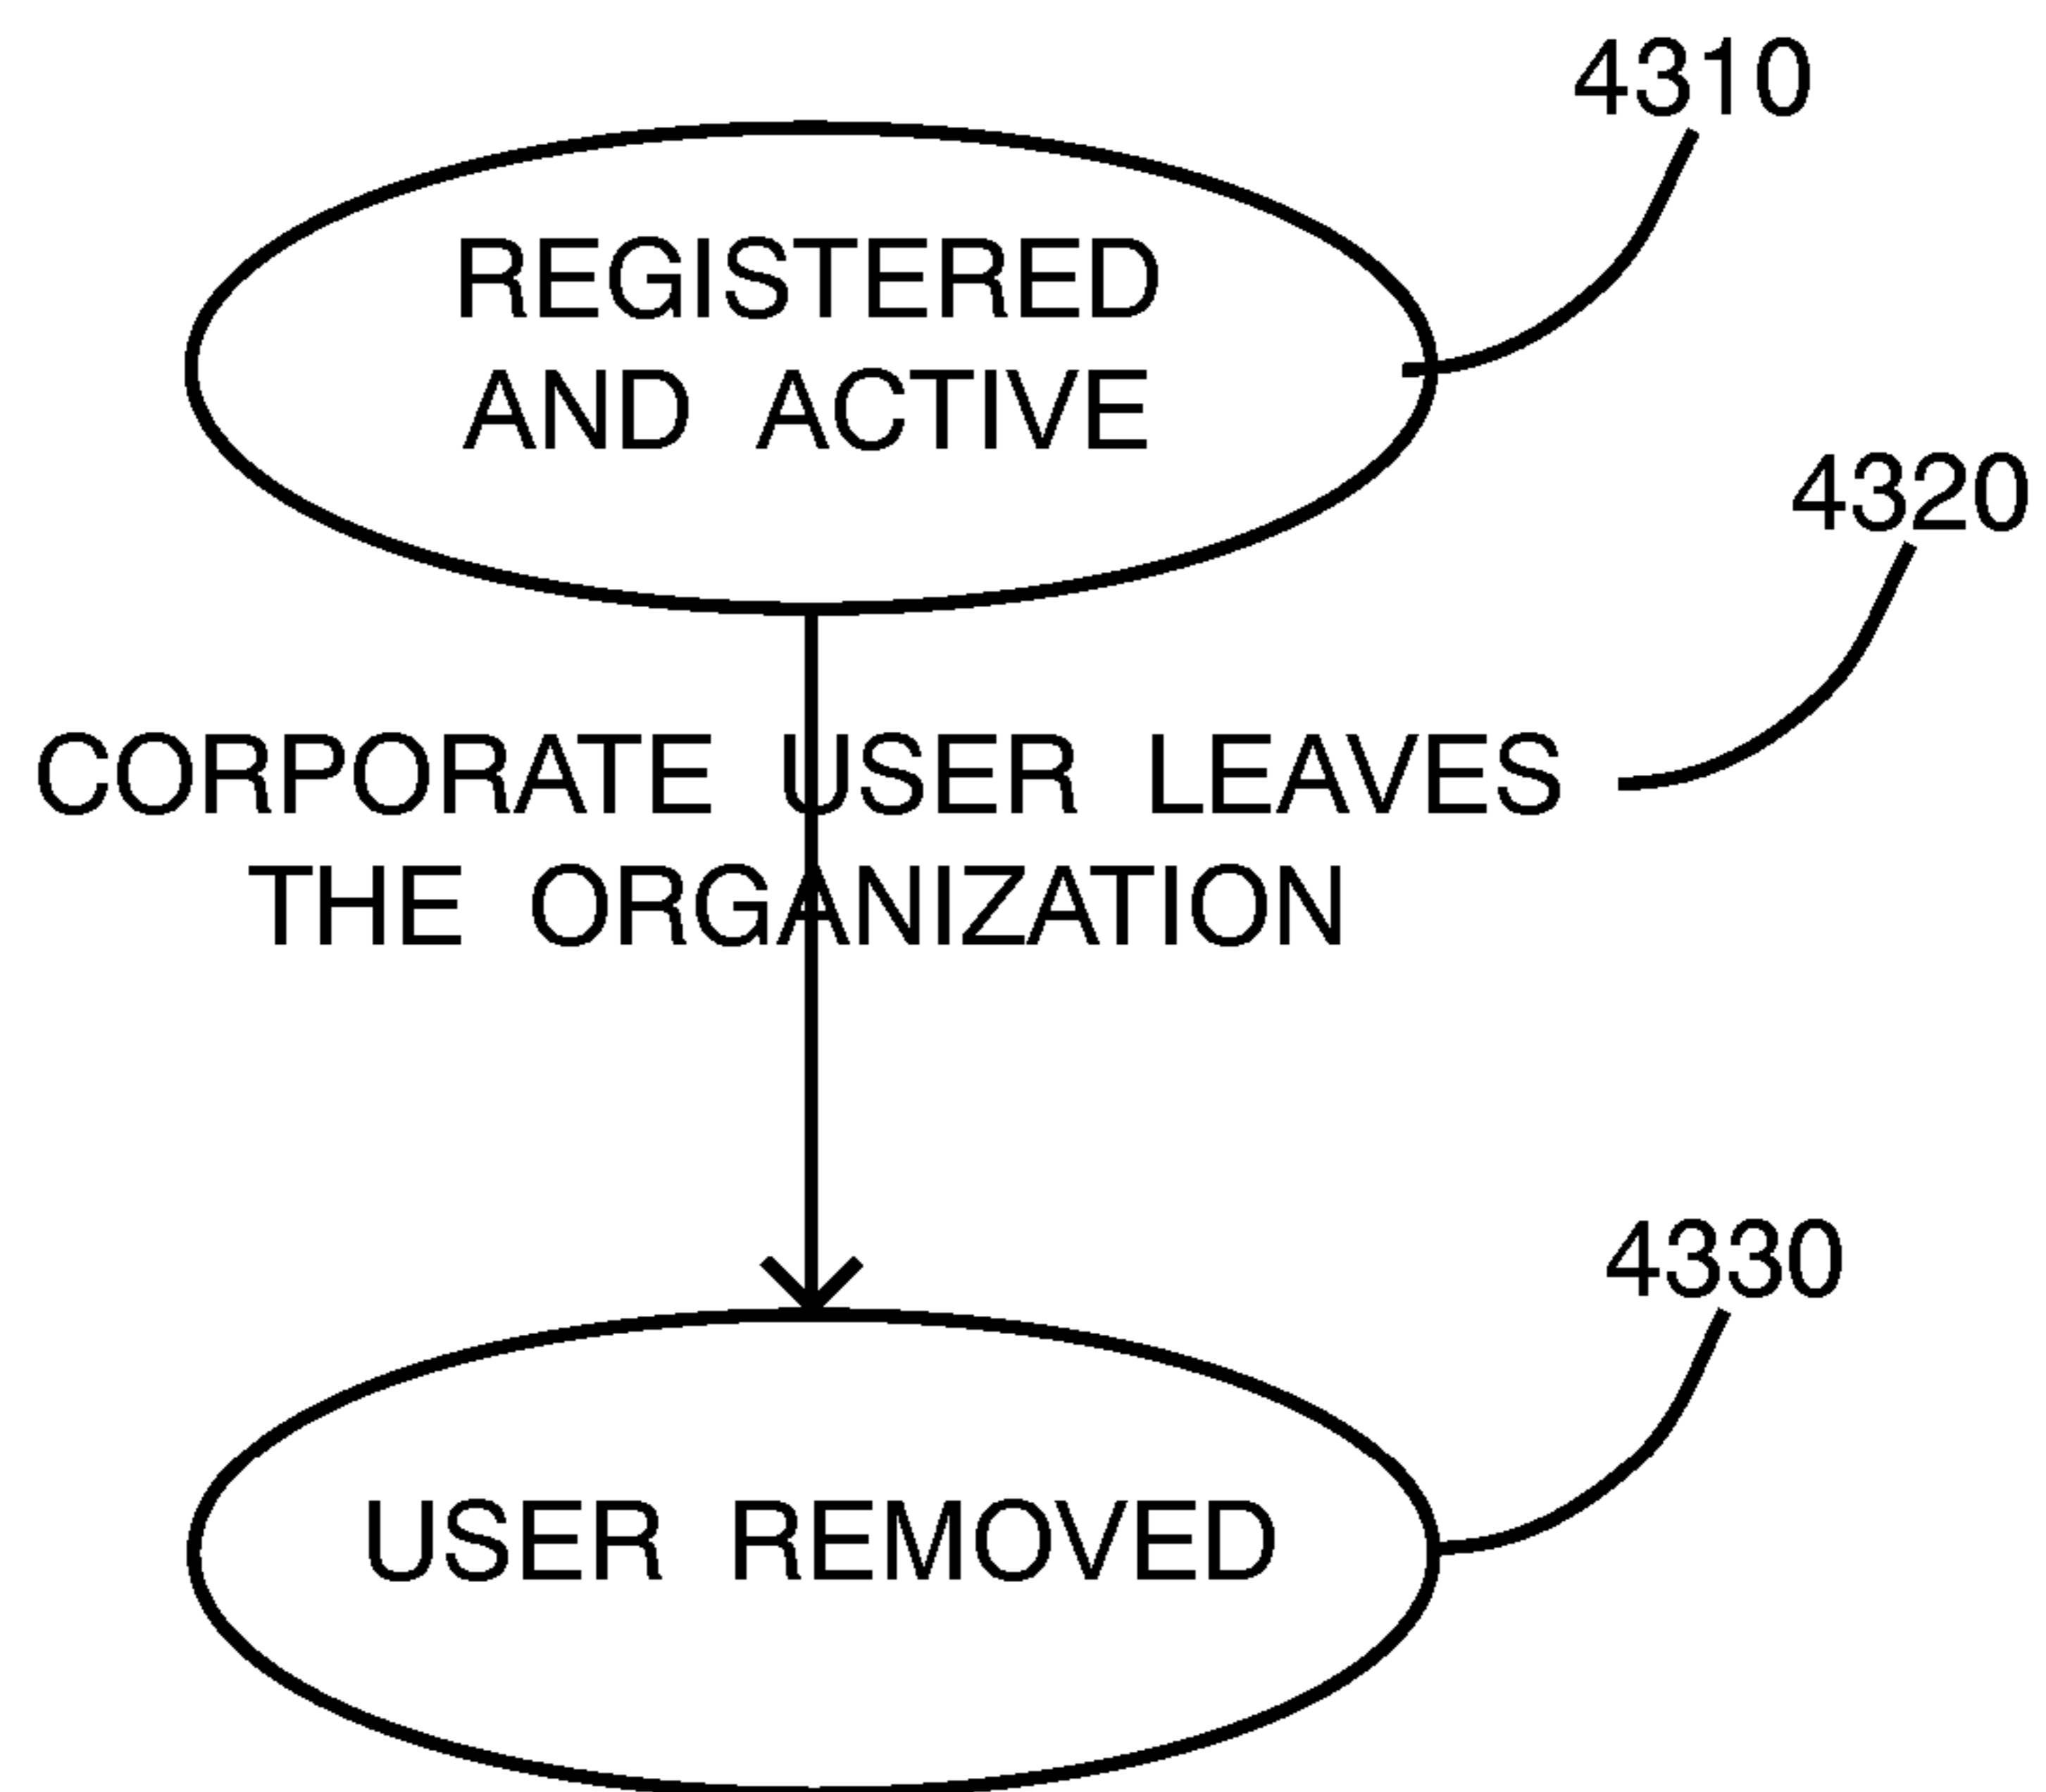 4310
REGISTERED
AND ACTIVE
4320
CORPORATE USER LEAVES
THE ORGANIZATION
4330
USER REMOVED